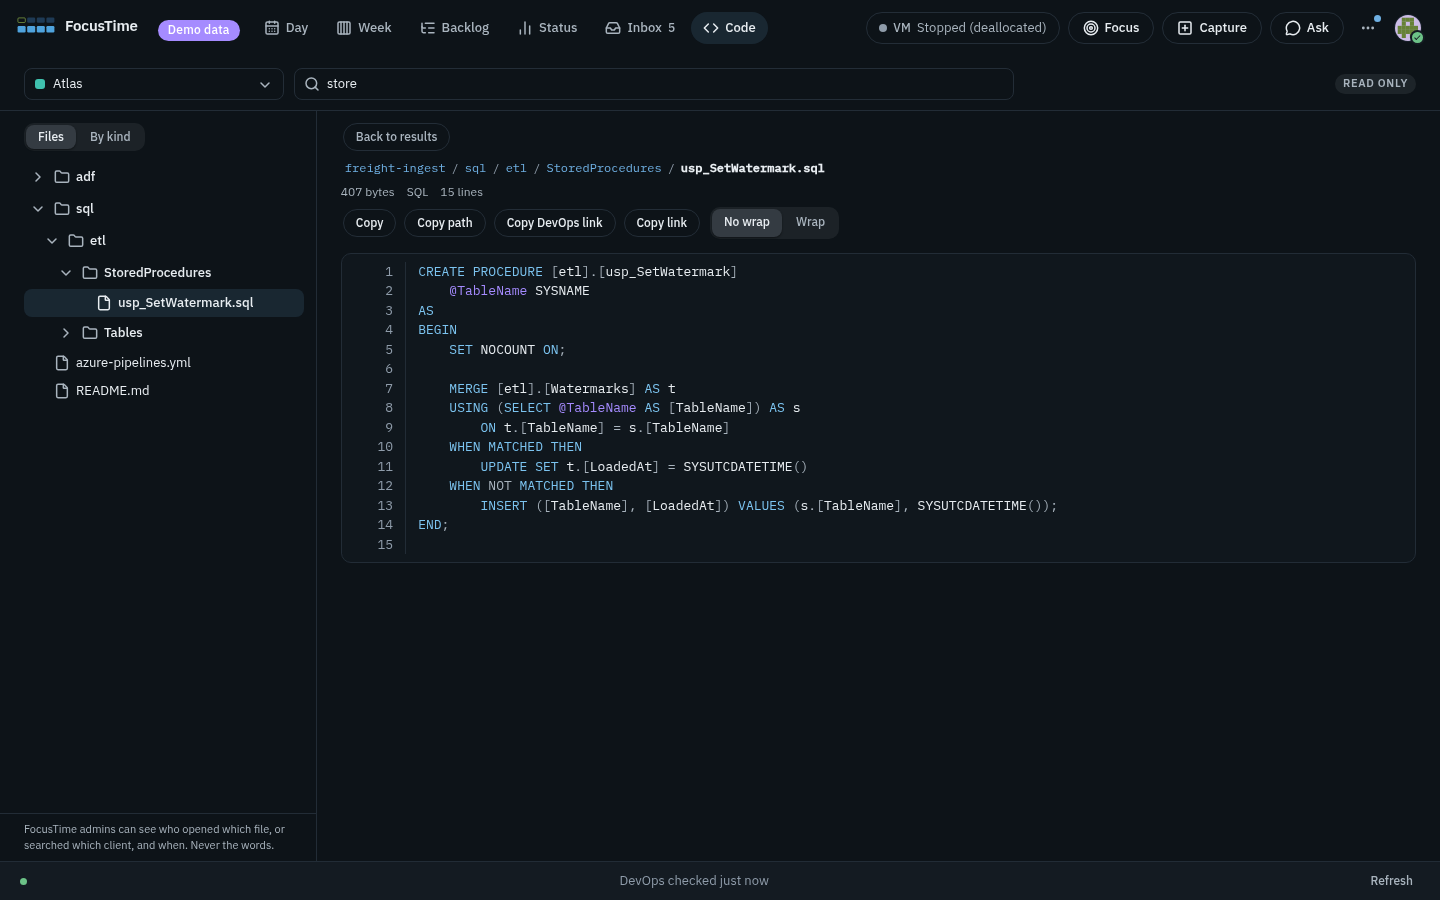 FocusTime Demo data Day Week Backlog Status Inbox 5 Code VM Stopped (deallocated) Focus Capture Ask
Atlas store READ ONLY
Files By kind
adf
sql
etl
StoredProcedures
usp_SetWatermark.sql
Tables
azure-pipelines.yml
README.md
FocusTime admins can see who opened which file, or
searched which client, and when. Never the words.
Back to results
freight-ingest / sql / etl / StoredProcedures / usp_SetWatermark.sql
407 bytes SQL 15 lines
Copy Copy path Copy DevOps link Copy link No wrap Wrap
1 CREATE PROCEDURE [etl].[usp_SetWatermark]
2     @TableName SYSNAME
3 AS
4 BEGIN
5     SET NOCOUNT ON;
6
7     MERGE [etl].[Watermarks] AS t
8     USING (SELECT @TableName AS [TableName]) AS s
9         ON t.[TableName] = s.[TableName]
10     WHEN MATCHED THEN
11         UPDATE SET t.[LoadedAt] = SYSUTCDATETIME()
12     WHEN NOT MATCHED THEN
13         INSERT ([TableName], [LoadedAt]) VALUES (s.[TableName], SYSUTCDATETIME());
14 END;
15
DevOps checked just now Refresh